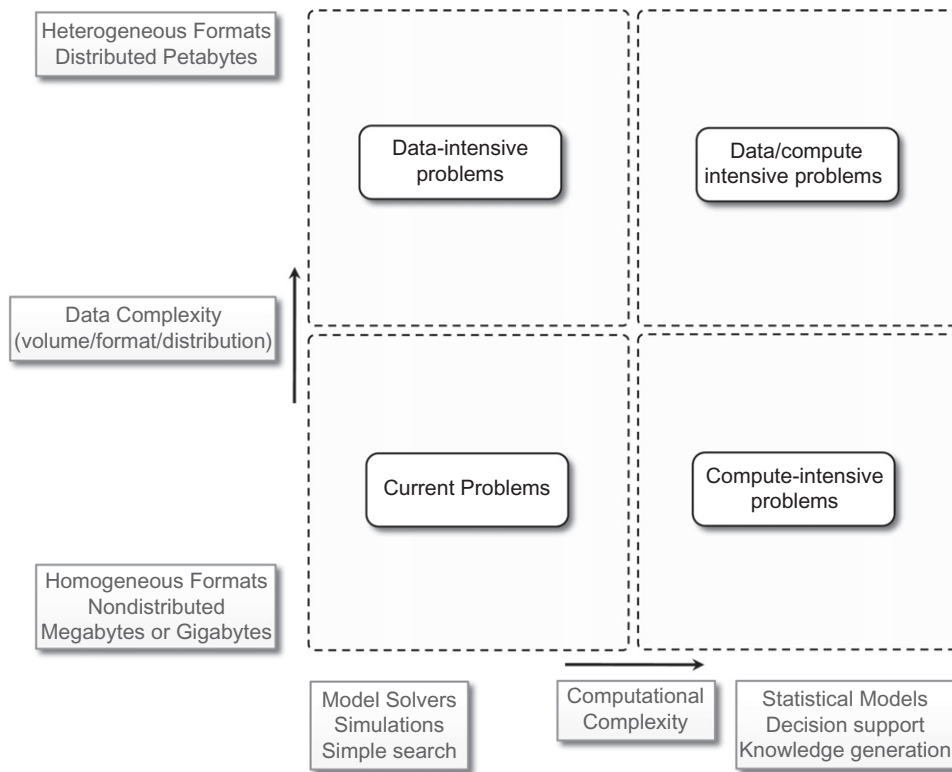 Heterogeneous Formats
Distributed Petabytes
Data-intensive
problems
Data/compute
intensive problems
Data Complexity
(volume/format/distribution)
Current Problems
Compute-intensive
problems
Homogeneous Formats
Nondistributed
Megabytes or Gigabytes
Model Solvers
Simulations
Simple search
Computational
Complexity
Statistical Models
Decision support
Knowledge generation